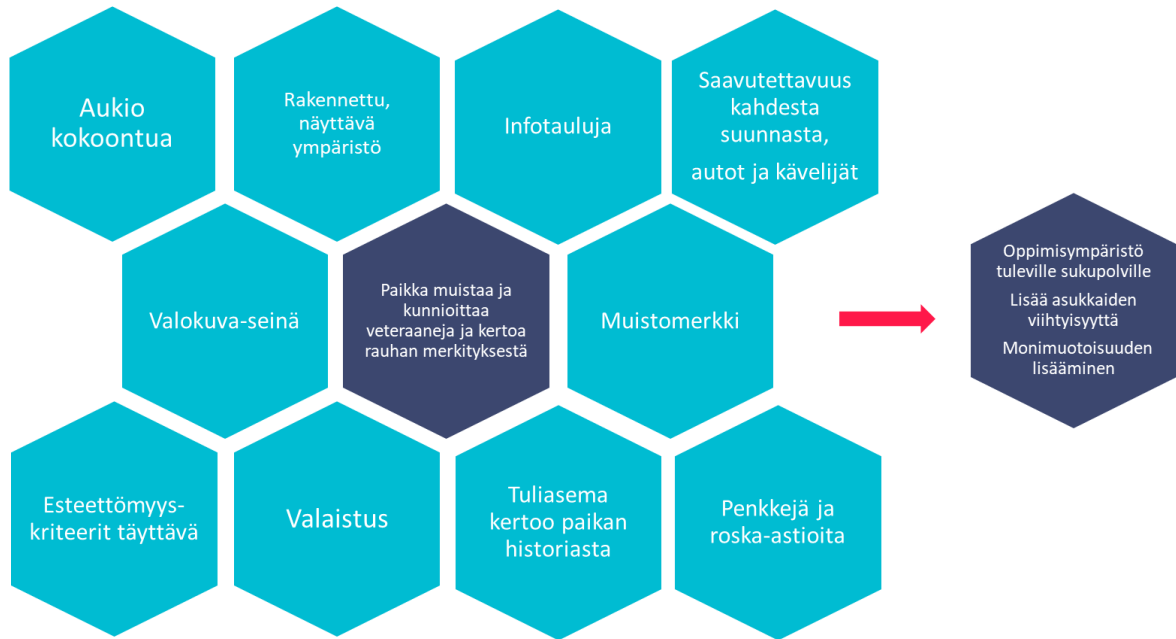 Aukio
kokoontua
Rakennettu,
näyttävä
ympäristö
Infotauluja
Saavutettavuus
kahdesta
suunnasta,
autot ja kävelijät
Valokuva-seinä
Paikka muistaa ja
kunnioittaa
veteraaneja ja kertoa
rauhan merkityksestä
Muistomerkki
Oppimisympäristö
tuleville sukupolville
Lisää asukkaiden
viihtyisyyttä
Monimuotoisuuden
lisääminen
Esteettömyys-
kriteerit täyttävä
Valaistus
Tuliasema
kertoo paikan
historiasta
Penkkejä ja
roska-astioita